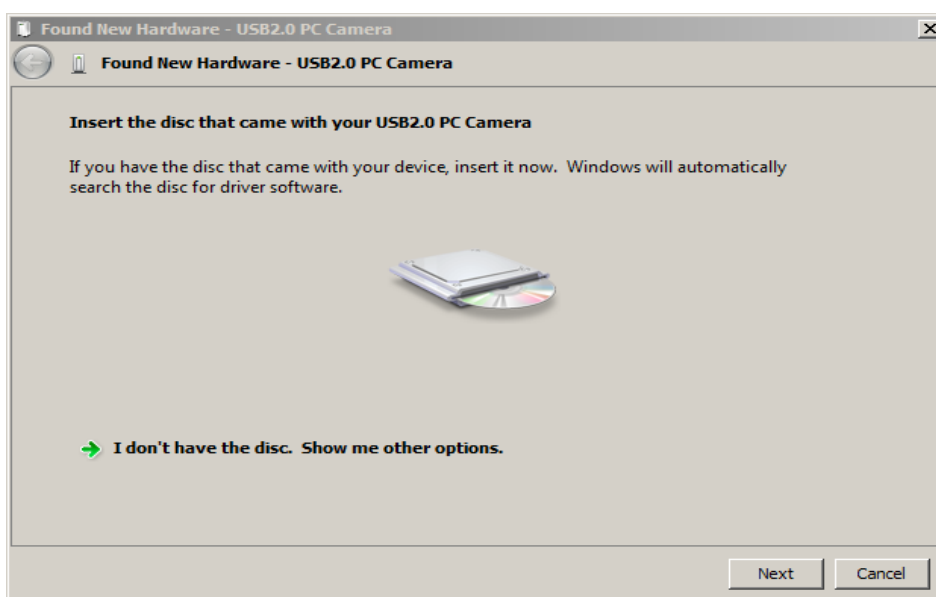 Found New Hardware - USB2.0 PC Camera
Found New Hardware - USB2.0 PC Camera
Insert the disc that came with your USB2.0 PC Camera
If you have the disc that came with your device, insert it now.  Windows will automatically
search the disc for driver software.
I don't have the disc.  Show me other options.
Next
Cancel